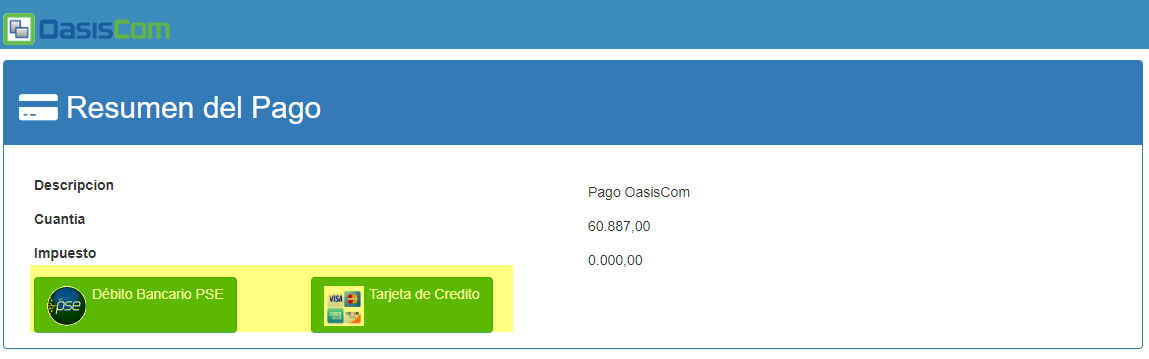 OasisCom
Resumen del Pago
Descripcion
Pago OasisCom
Cuantia
60.887,00
Impuesto
0.000,00
pse Débito Bancario PSE
VISA Tarjeta de Credito